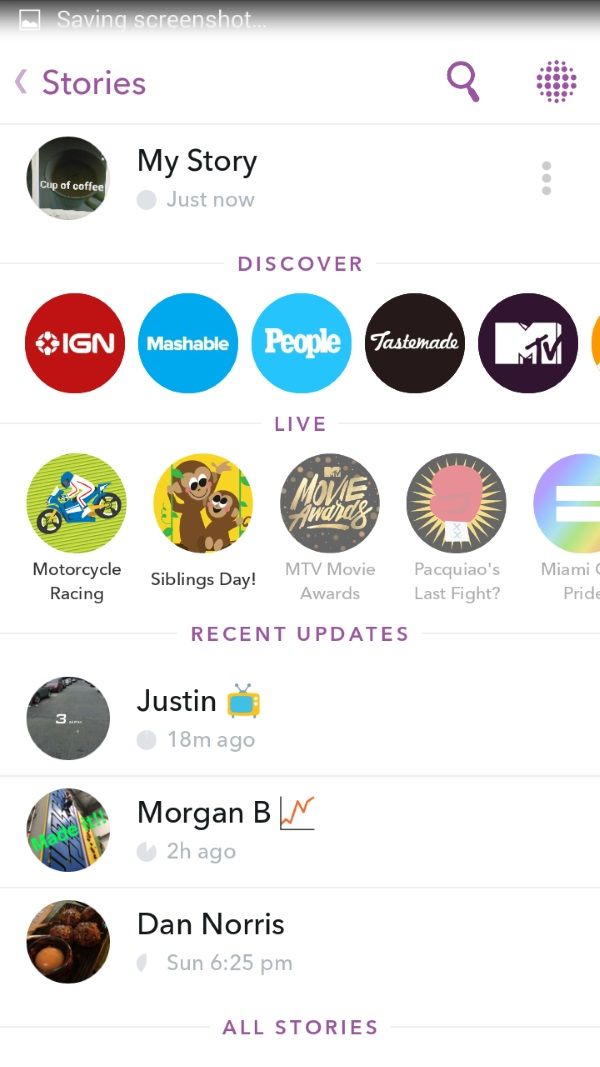 Saving screenshot...
Stories
Cup of coffee
My Story
Just now
DISCOVER
IGN
Mashable
People
Tastemade
MTV
LIVE
MTV
MOVIE
Awards
Motorcycle
Racing
Siblings Day!
MTV Movie
Awards
Pacquiao's
Last Fight?
Miami
Pride
RECENT UPDATES
3
Justin
18m ago
Made it!!
Morgan B
2h ago
Dan Norris
Sun 6:25 pm
ALL STORIES